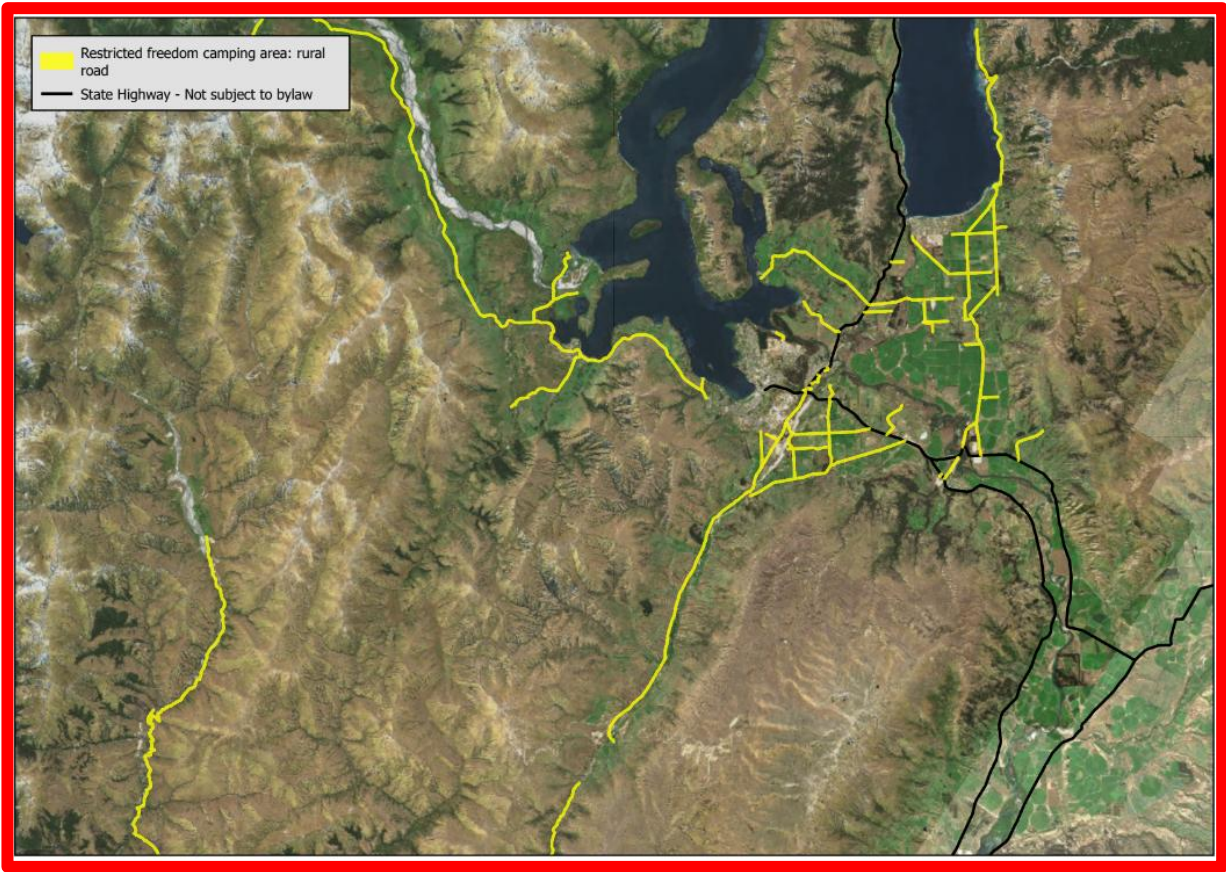 Restricted freedom camping area: rural
road
State Highway - Not subject to bylaw